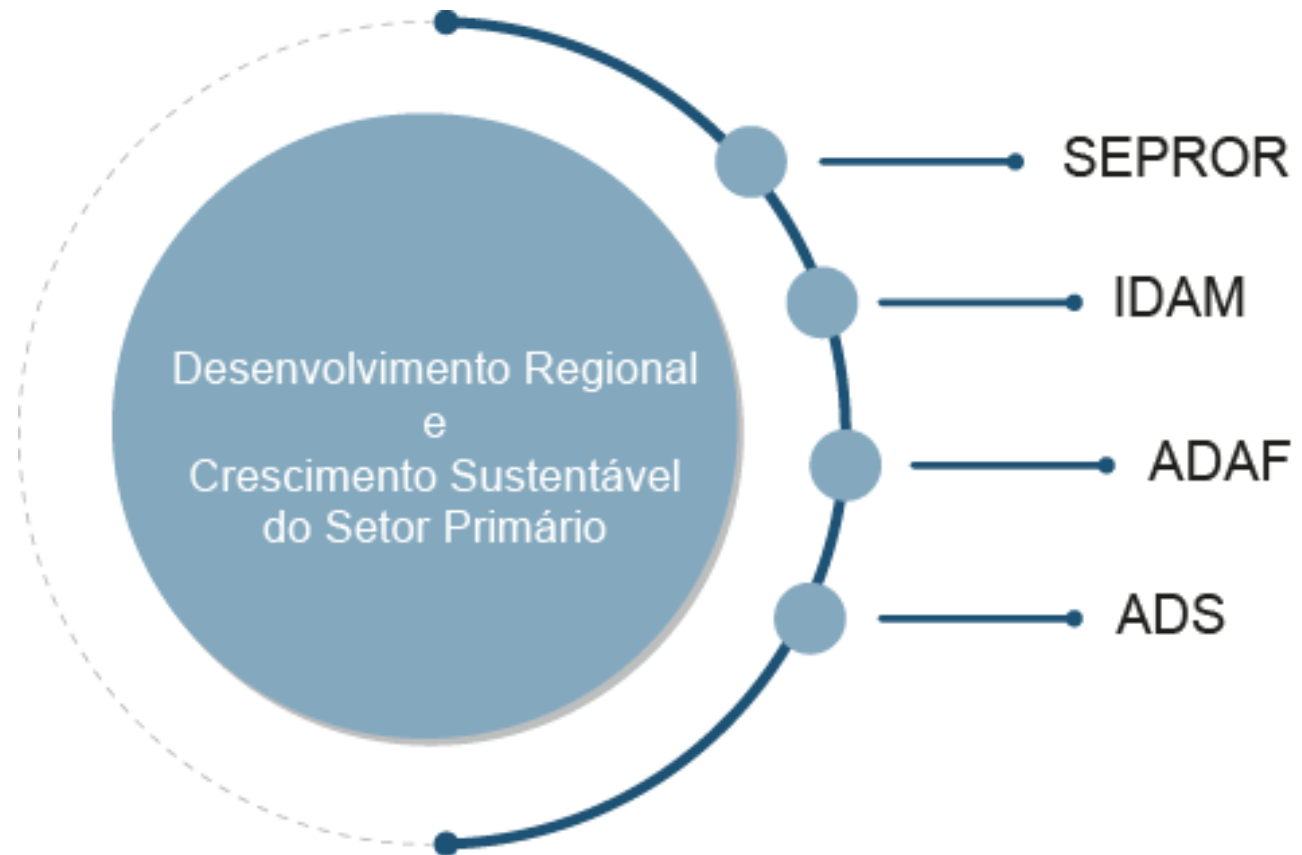 Desenvolvimento Regional
e
Crescimento Sustentável
do Setor Primário
SEPROR
IDAM
ADAF
ADS